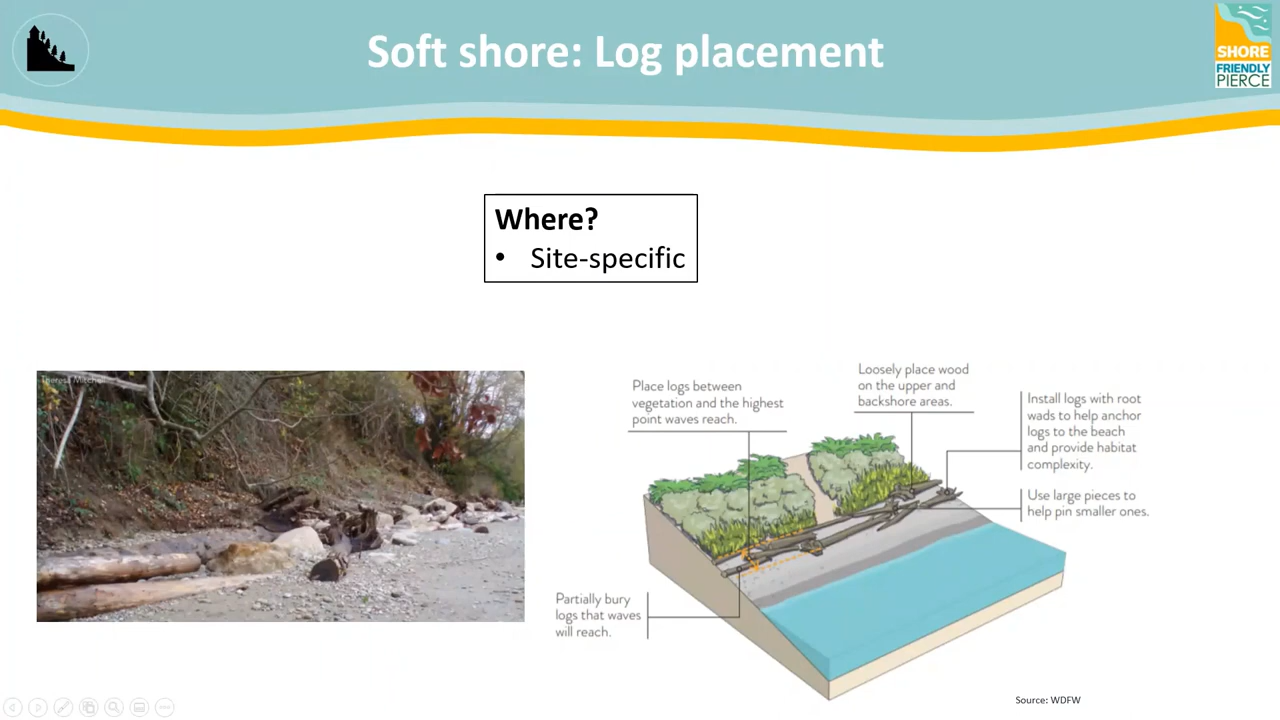 Soft shore: Log placement
SHORE
FRIENDLY
PIERCE
Where?
• Site-specific
Theresa Mitchell
Place logs between
vegetation and the highest
point waves reach.
Loosely place wood
on the upper and
backshore areas.
Install logs with root
wads to help anchor
logs to the beach
and provide habitat
complexity.
Use large pieces to
help pin smaller ones.
Partially bury
logs that waves
will reach.
Source: WDFW